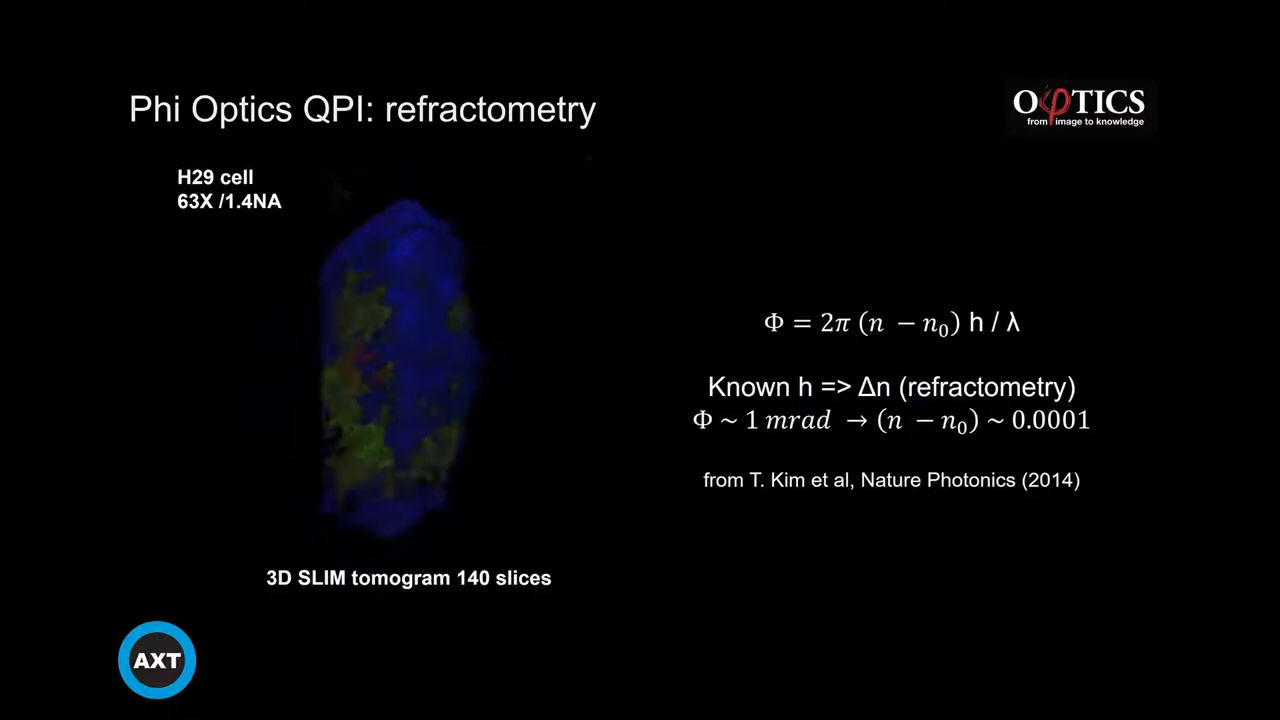 Phi Optics QPI: refractometry
OφTICS
from image to knowledge
H29 cell
63X /1.4NA
Φ = 2π (n − n₀) h / λ
Known h => Δn (refractometry)
Φ ~ 1 mrad → (n − n₀) ~ 0.0001
from T. Kim et al, Nature Photonics (2014)
3D SLIM tomogram 140 slices
AXT